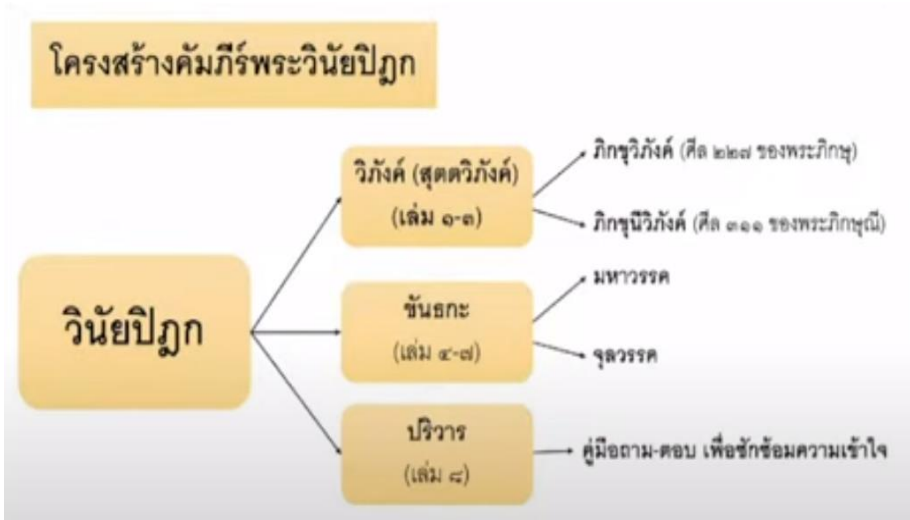 โครงสร้างคัมภีร์พระวินัยปิฎก
วินัยปิฎก
วิภังค์ (สุตตวิภังค์)
(เล่ม ๑-๓)
ภิกขุวิภังค์ (ศีล ๒๒๗ ของพระภิกษุ)
ภิกขุนีวิภังค์ (ศีล ๓๑๑ ของพระภิกษุณี)
ขันธกะ
(เล่ม ๔-๗)
มหาวรรค
จุลวรรค
ปริวาร
(เล่ม ๘)
คู่มือถาม-ตอบ เพื่อซักซ้อมความเข้าใจ